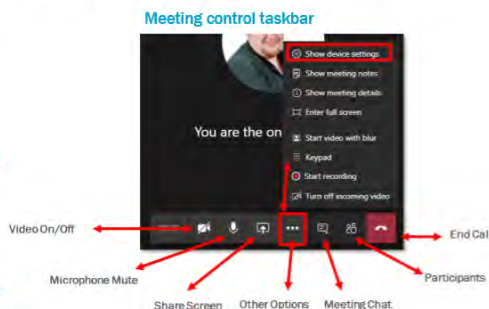 Meeting control taskbar
Show device settings
Show meeting notes
Show meeting details
Enter full screen
You are the on
Start video with blur
Keypad
Start recording
Turn off incoming video
Video On/Off
End Cal
Microphone Mute
Participants
Share Screen
Other Options
Meeting Chat